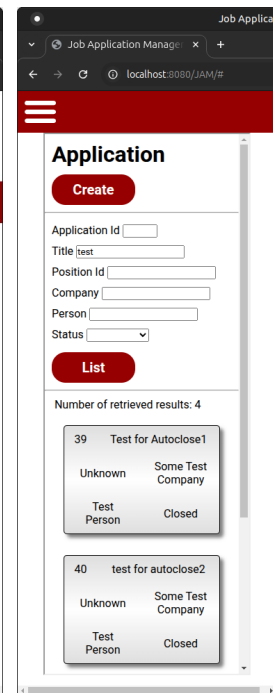 Job Applica
Job Application Manage
localhost:8080/JAM/#
Application
Create
Application Id
Title test
Position Id
Company
Person
Status
List
Number of retrieved results: 4
39 Test for Autoclose1
Unknown Some Test Company
Test Person Closed
40 test for autoclose2
Unknown Some Test Company
Test Person Closed